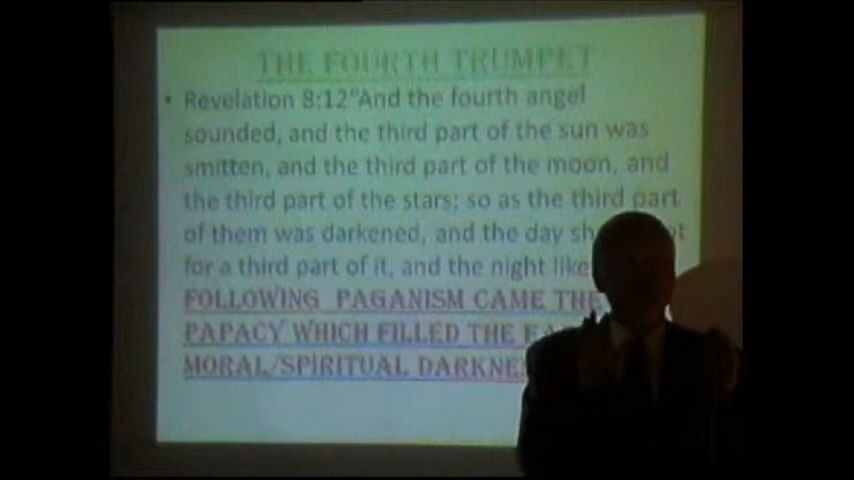 THE FOURTH TRUMPET
• Revelation 8:12"And the fourth angel
sounded, and the third part of the sun was
smitten, and the third part of the moon, and
the third part of the stars; so as the third part
of them was darkened, and the day
for a third part of it, and the night
FOLLOWING PAGANISM CAME THE
PAPACY WHICH FILLED THE
MORAL/SPIRITUAL